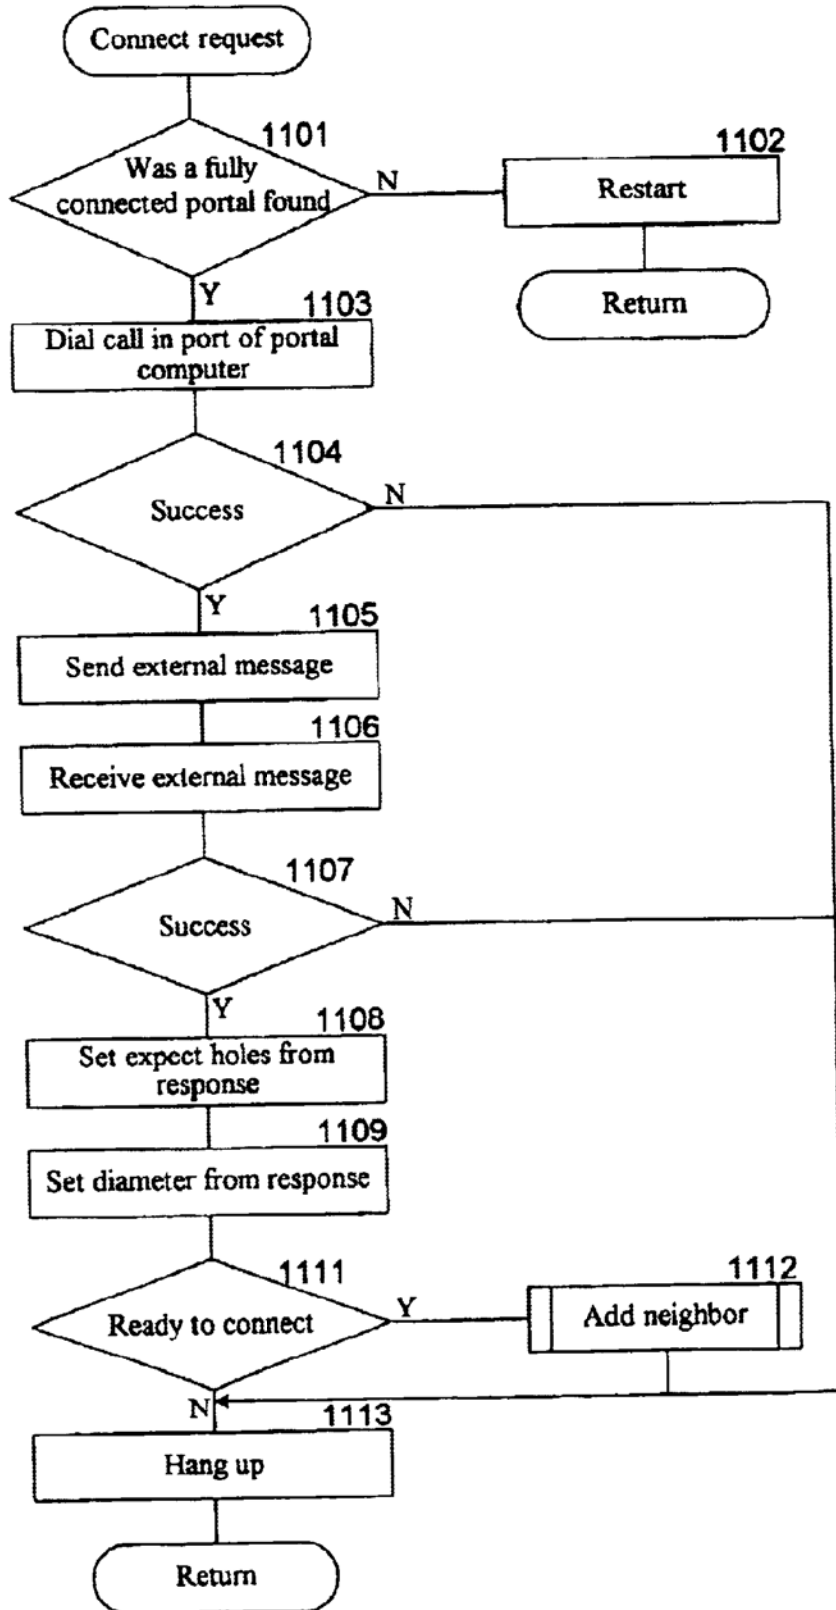 Connect request
1101
Was a fully
connected portal found
N
1102
Restart
Return
Y
1103
Dial call in port of portal
computer
1104
Success
N
Y
1105
Send external message
1106
Receive external message
1107
Success
N
Y
1108
Set expect holes from
response
1109
Set diameter from response
1111
Ready to connect
Y
1112
Add neighbor
N
1113
Hang up
Return